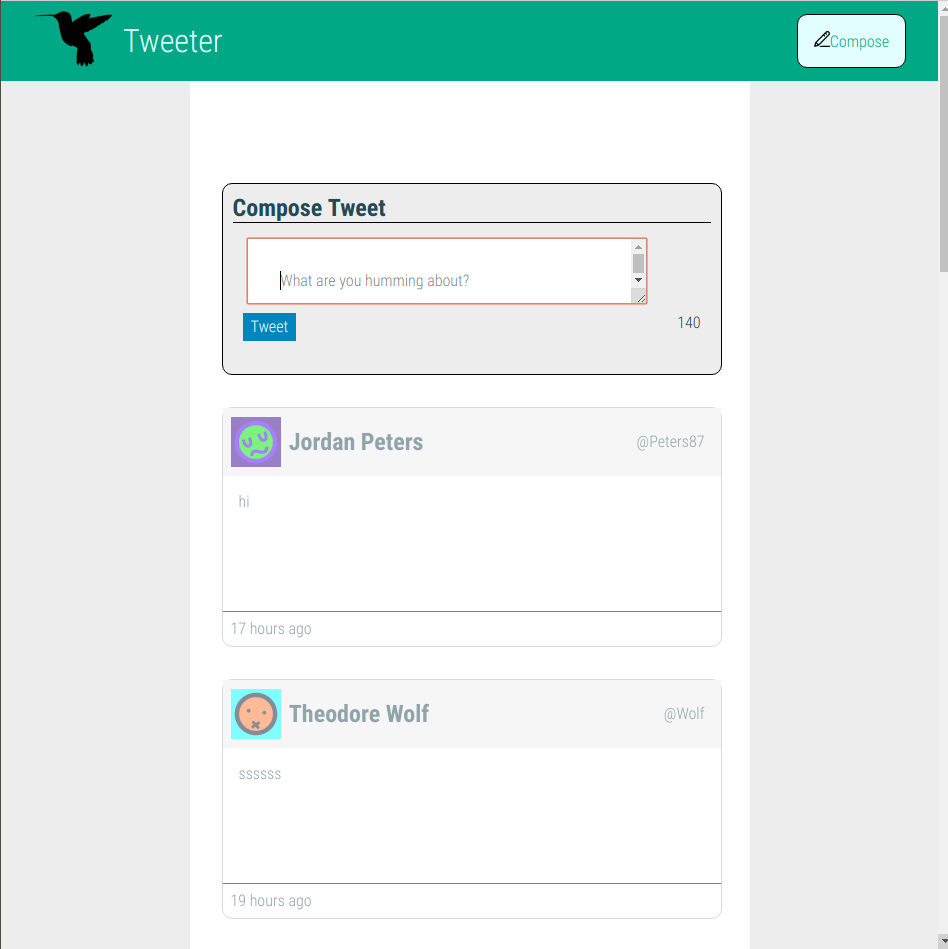 Tweeter
Compose
Compose Tweet
What are you humming about?
Tweet
140
Jordan Peters
@Peters87
hi
17 hours ago
Theodore Wolf
@Wolf
ssssss
19 hours ago